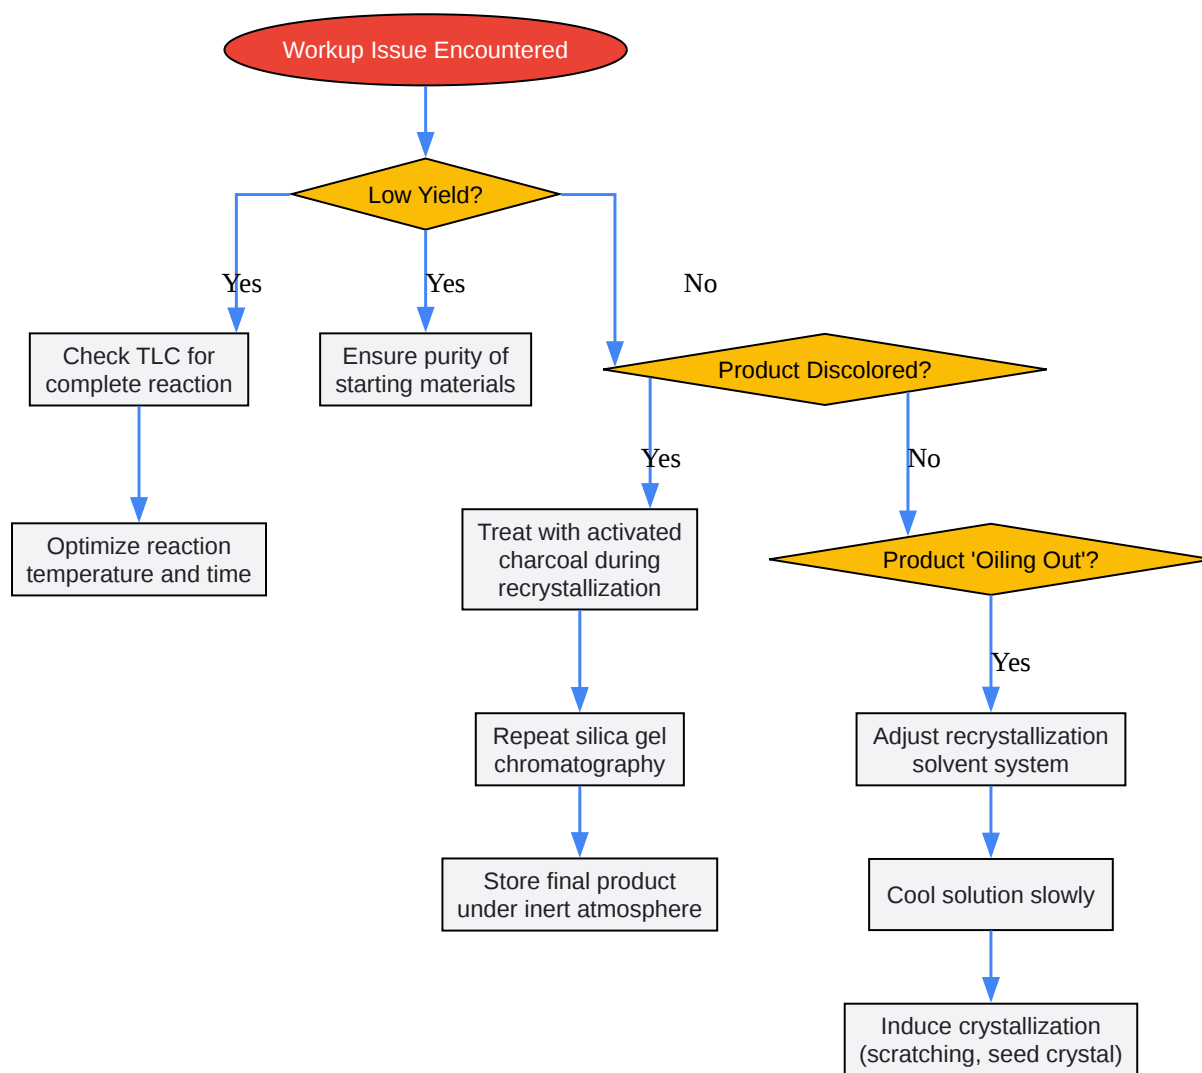 Workup Issue Encountered
Low Yield?
Yes
Yes
No
Check TLC for
complete reaction
Ensure purity of
starting materials
Product Discolored?
Yes
No
Optimize reaction
temperature and time
Treat with activated
charcoal during
recrystallization
Product 'Oiling Out'?
Yes
Repeat silica gel
chromatography
Adjust recrystallization
solvent system
Store final product
under inert atmosphere
Cool solution slowly
Induce crystallization
(scratching, seed crystal)